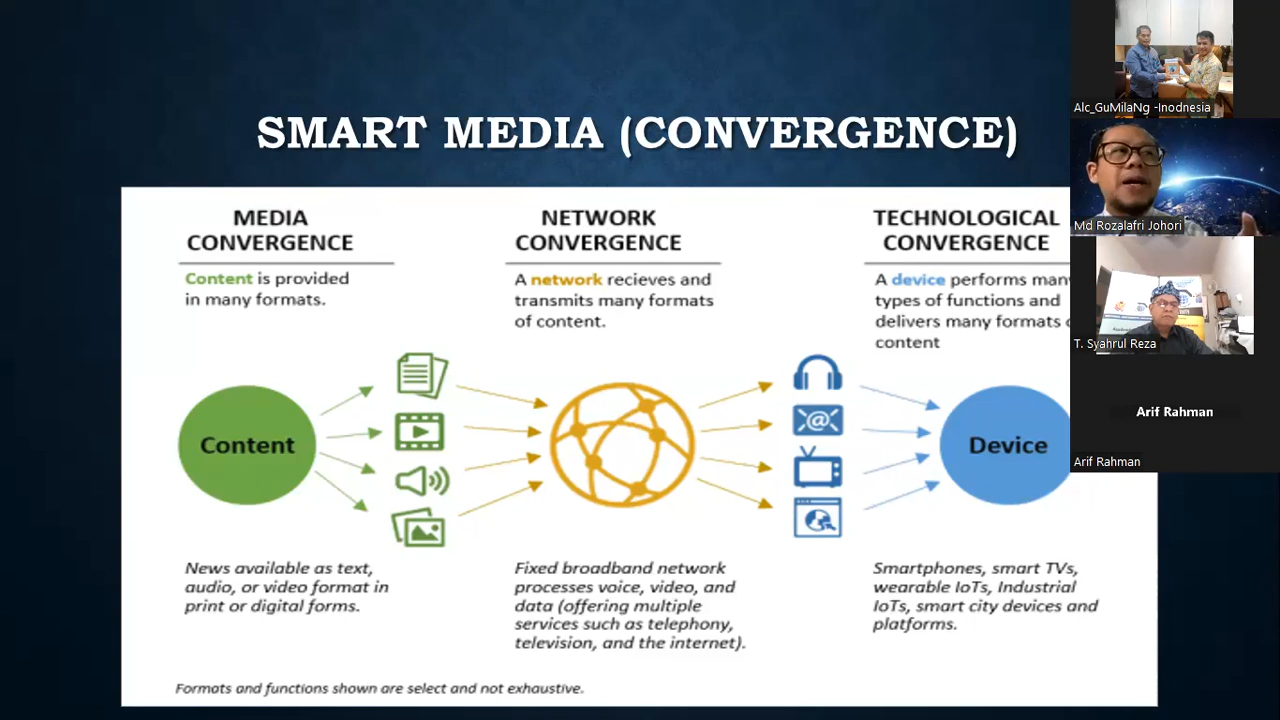 SMART MEDIA (CONVERGENCE)
MEDIA
CONVERGENCE
Content is provided
in many formats.
NETWORK
CONVERGENCE
A network recieves and
transmits many formats
of content.
TECHNOLOGICAL
CONVERGENCE
A device performs
types of functions and
delivers many formats
content
Content
Device
News available as text,
audio, or video format in
print or digital forms.
Fixed broadband network
processes voice, video, and
data (offering multiple
services such as telephony,
television, and the internet).
Smartphones, smart TVs,
wearable IoTs, Industrial
IoTs, smart city devices and
platforms.
Formats and functions shown are select and not exhaustive.
Alc_GuMilaNg -Inodnesia
Md Rozalafri Johori
T. Syahrul Reza
Arif Rahman
Arif Rahman